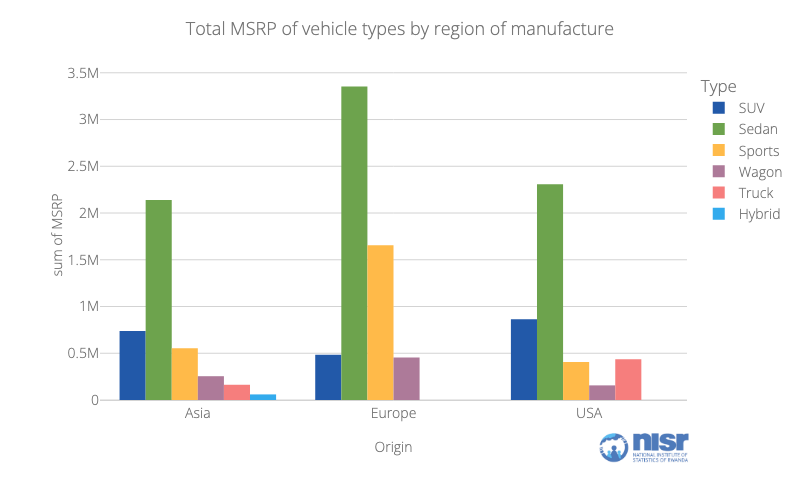 Total MSRP of vehicle types by region of manufacture
3.5M
3M
2.5M
2M
1.5M
1M
0.5M
0
sum of MSRP
Asia
Europe
USA
Origin
Type
SUV
Sedan
Sports
Wagon
Truck
Hybrid
nisr
NATIONAL INSTITUTE OF
STATISTICS OF RWANDA